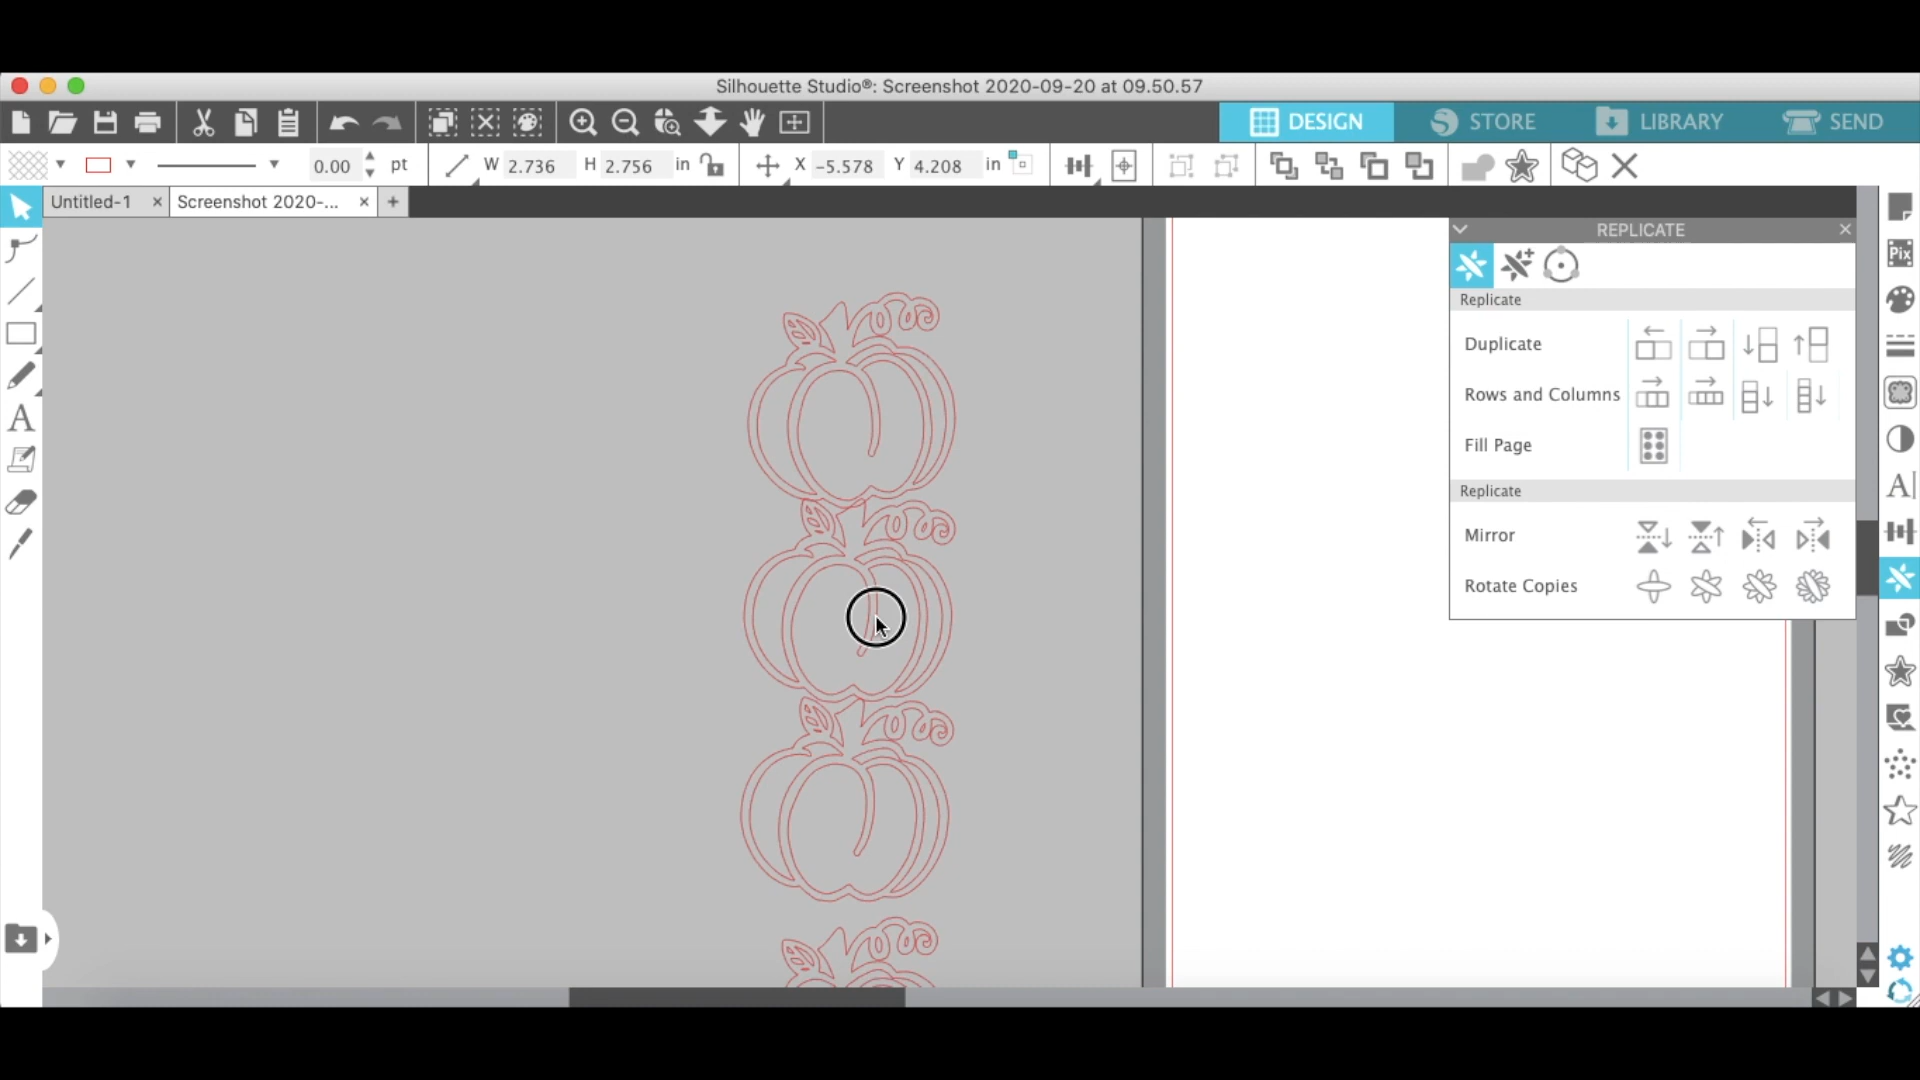 Silhouette Studio®: Screenshot 2020-09-20 at 09.50.57
DESIGN STORE LIBRARY SEND
0.00 pt W 2.736 H 2.756 in X -5.578 Y 4.208 in
Untitled-1 × Screenshot 2020-... × +
REPLICATE
Pix
Replicate
Duplicate
Rows and Columns
Fill Page
Replicate
Mirror
Rotate Copies